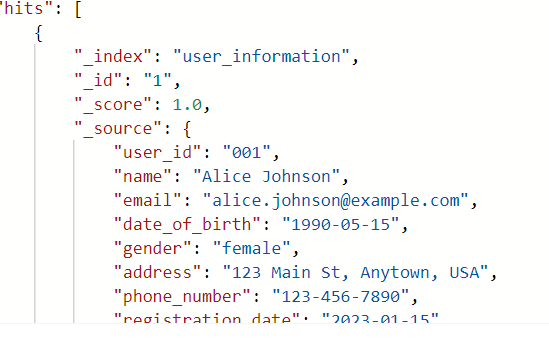 "hits": [
{
"_index": "user_information",
"_id": "1",
"_score": 1.0,
"_source": {
"user_id": "001",
"name": "Alice Johnson",
"email": "alice.johnson@example.com",
"date_of_birth": "1990-05-15",
"gender": "female",
"address": "123 Main St, Anytown, USA",
"phone_number": "123-456-7890",
"registration_date": "2023-01-15"